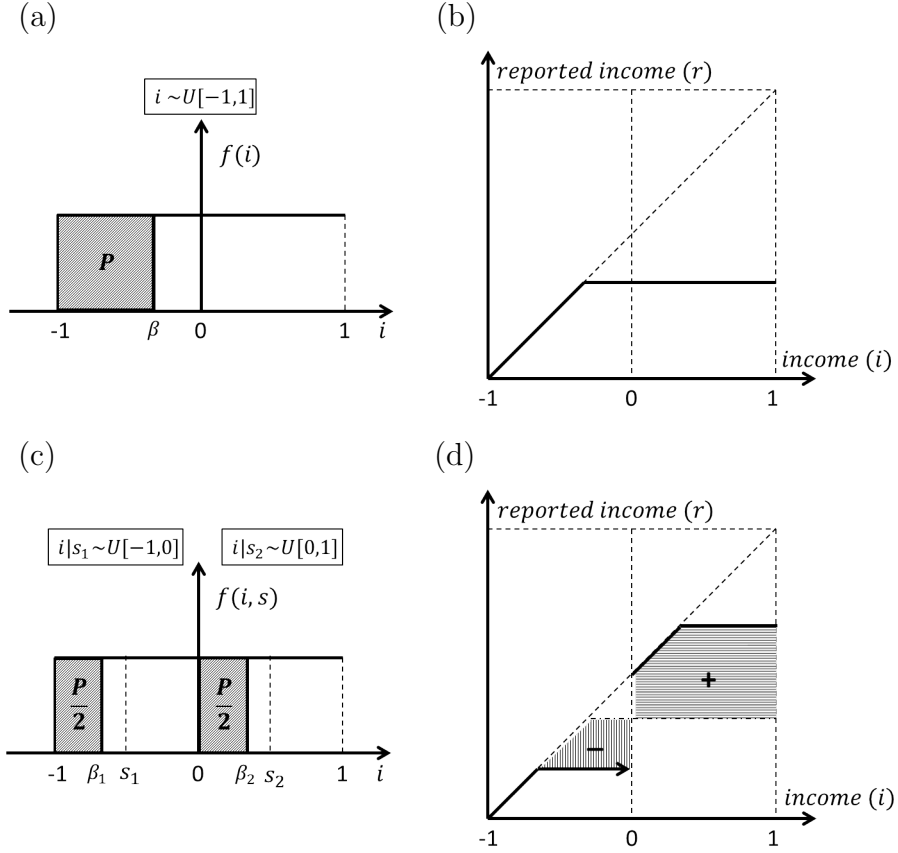 (a)
i ~U[−1,1]
f(i)
P
-1 β 0 1 i
(b)
reported income (r)
income (i)
-1 0 1
(c)
i|s₁~U[−1,0]
i|s₂~U[0,1]
f(i,s)
P/2
P/2
-1 β₁ s₁ 0 β₂ s₂ 1 i
(d)
reported income (r)
+
−
income (i)
-1 0 1